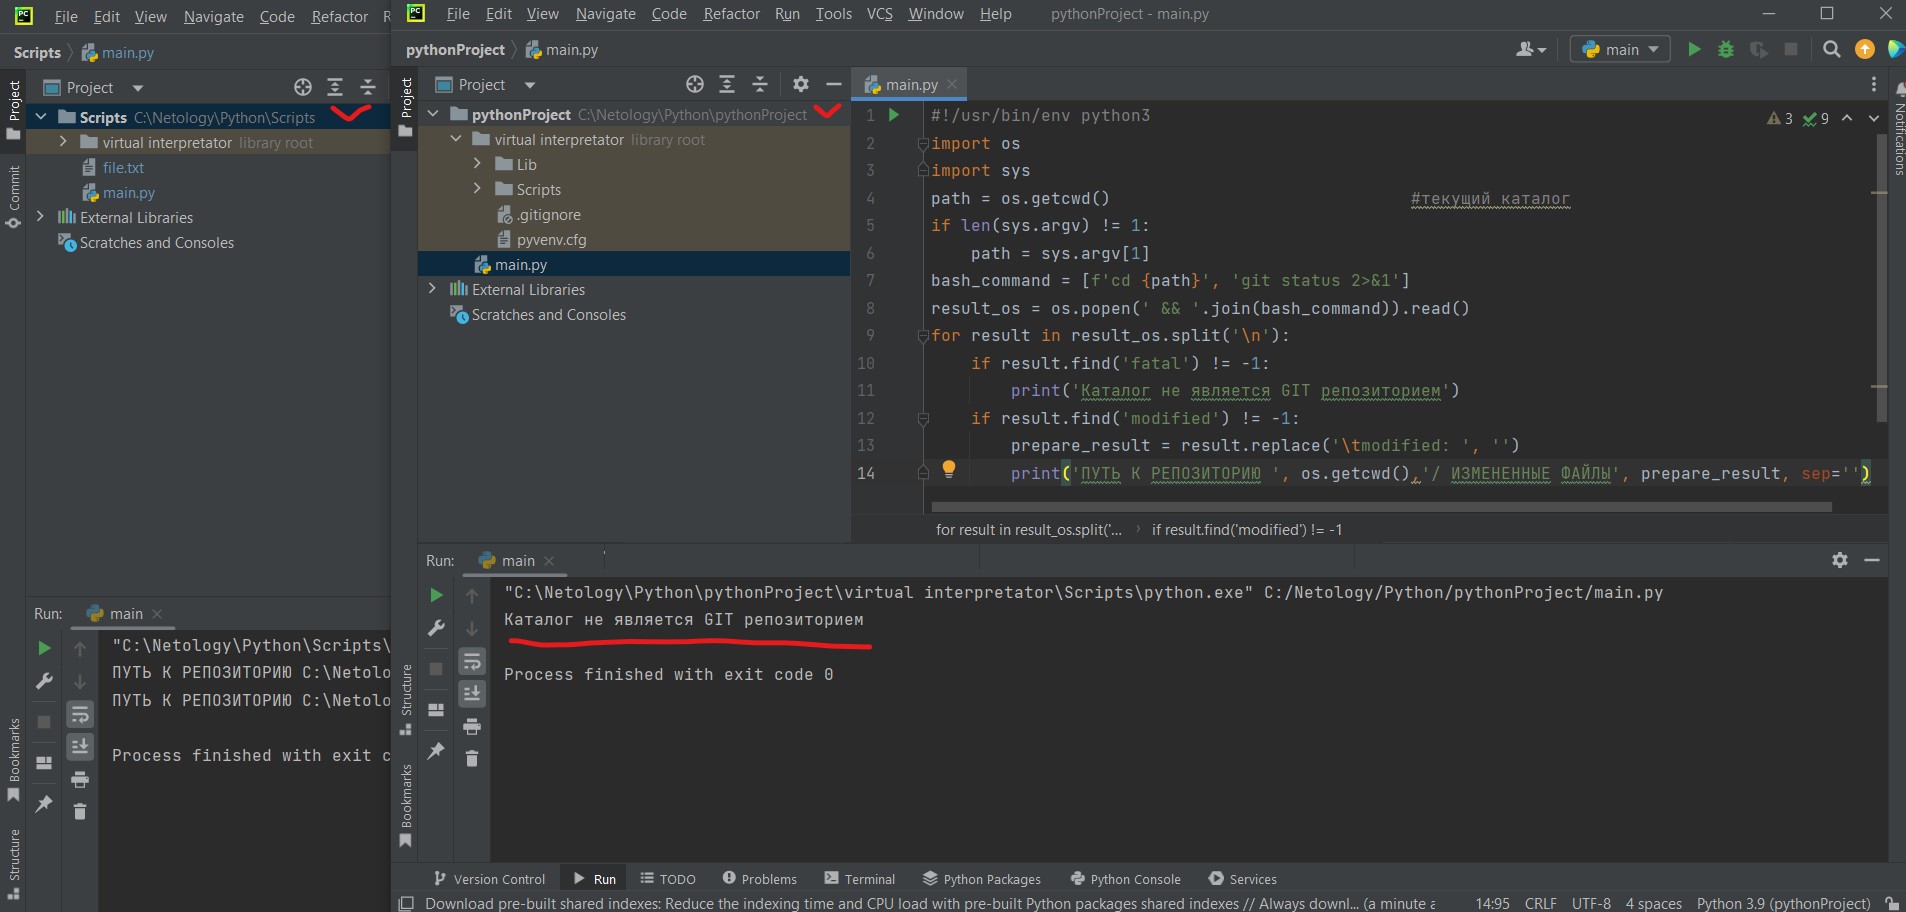 PC File Edit View Navigate Code Refactor
Scripts main.py
Project
Scripts C:\Netology\Python\Scripts
virtual interpretator library root
file.txt
main.py
External Libraries
Scratches and Consoles
Project
Commit
Bookmarks
Structure
Run: main
"C:\Netology\Python\Scripts\
ПУТЬ К РЕПОЗИТОРИЮ C:\Netolo
ПУТЬ К РЕПОЗИТОРИЮ C:\Netolo
Process finished with exit c
PC File Edit View Navigate Code Refactor Run Tools VCS Window Help pythonProject - main.py
pythonProject main.py
main
Project
pythonProject C:\Netology\Python\pythonProject
virtual interpretator library root
Lib
Scripts
.gitignore
pyvenv.cfg
main.py
External Libraries
Scratches and Consoles
Project
Structure
Bookmarks
Notifications
main.py
3 9
1 #!/usr/bin/env python3
2 import os
3 import sys
4 path = os.getcwd() #текущий каталог
5 if len(sys.argv) != 1:
6 path = sys.argv[1]
7 bash_command = [f'cd {path}', 'git status 2>&1']
8 result_os = os.popen(' && '.join(bash_command)).read()
9 for result in result_os.split('\n'):
10 if result.find('fatal') != -1:
11 print('Каталог не является GIT репозиторием')
12 if result.find('modified') != -1:
13 prepare_result = result.replace('\tmodified: ', '')
14 print('ПУТЬ К РЕПОЗИТОРИЮ ', os.getcwd(),'/ ИЗМЕНЕННЫЕ ФАЙЛЫ', prepare_result, sep='')
for result in result_os.split('... if result.find('modified') != -1
Run: main
"C:\Netology\Python\pythonProject\virtual interpretator\Scripts\python.exe" C:/Netology/Python/pythonProject/main.py
Каталог не является GIT репозиторием
Process finished with exit code 0
Version Control Run TODO Problems Terminal Python Packages Python Console Services
Download pre-built shared indexes: Reduce the indexing time and CPU load with pre-built Python packages shared indexes // Always downl... (a minute a 14:95 CRLF UTF-8 4 spaces Python 3.9 (pythonProject)